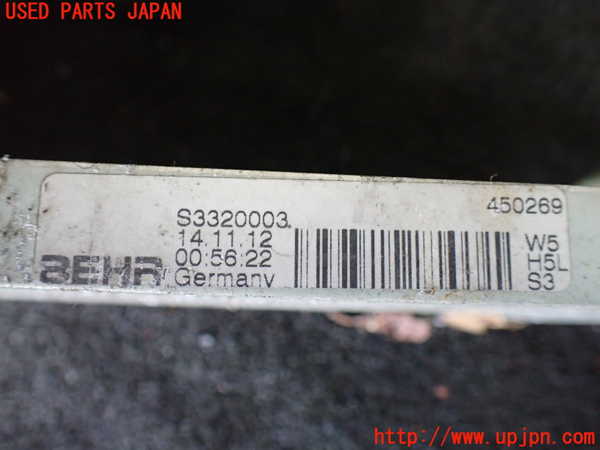 USED PARTS JAPAN
450269
S3320003
14.11.12
00:56:22
BEHR Germany
W5
H5L
S3
http://www.upjpn.com/